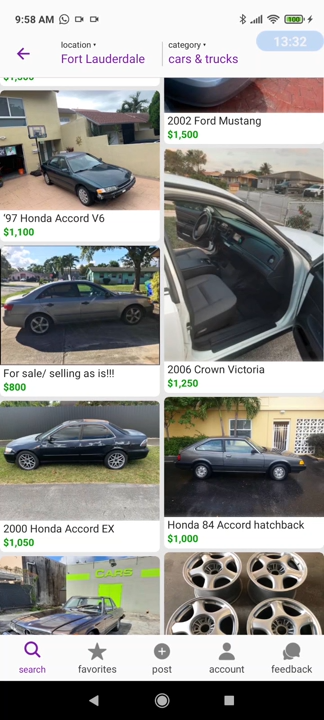 9:58 AM
100
13:32
location
Fort Lauderdale
category
cars & trucks
2002 Ford Mustang
$1,500
'97 Honda Accord V6
$1,100
2006 Crown Victoria
$1,250
For sale/ selling as is!!!
$800
2000 Honda Accord EX
$1,050
Honda 84 Accord hatchback
$1,000
CARS
search
favorites
post
account
feedback